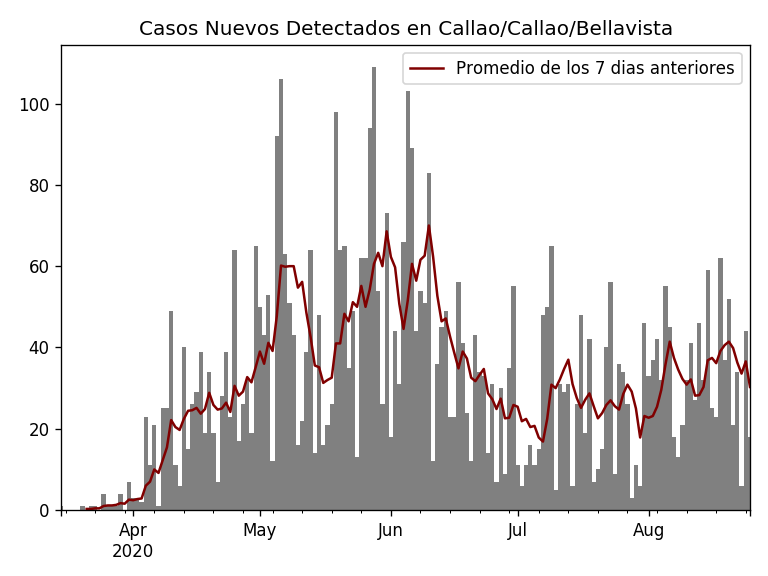 Casos Nuevos Detectados en Callao/Callao/Bellavista
Promedio de los 7 dias anteriores
100
80
60
40
20
0
Apr May Jun Jul Aug
2020